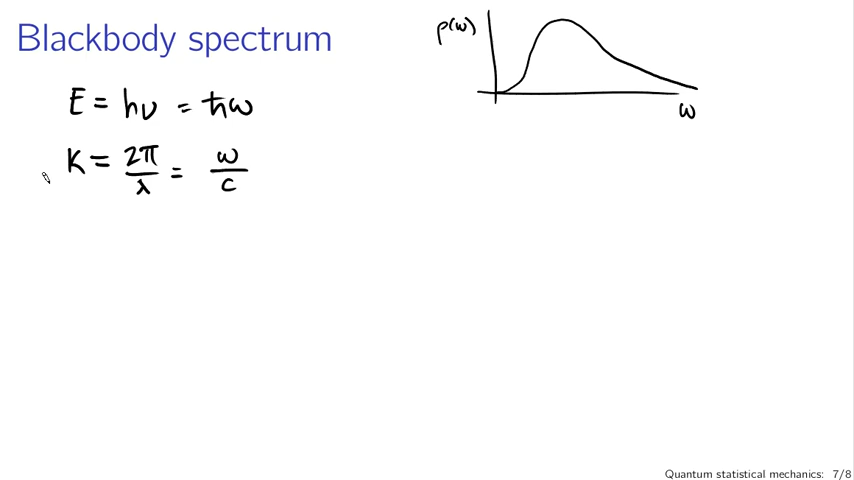 Blackbody spectrum
ρ(ω)
ω
E = hν = ħω
K = 2π/λ = ω/c
Quantum statistical mechanics: 7/8